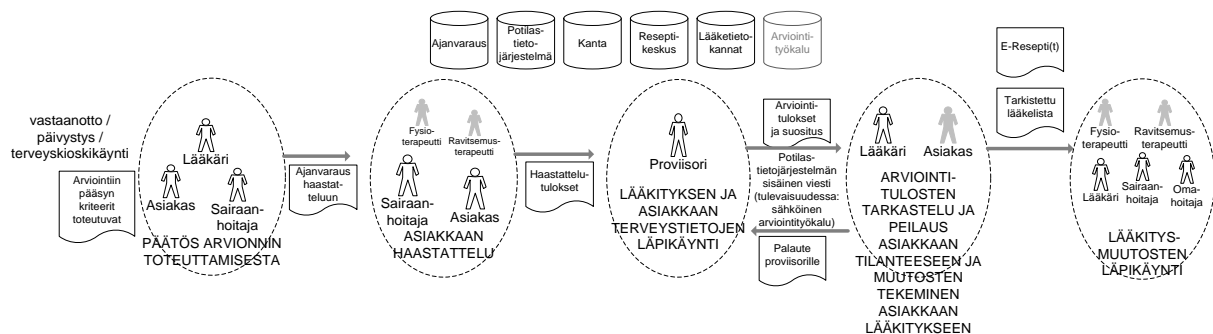 Ajanvaraus
Potilas-
tieto-
järjestelmä
Kanta
Resepti-
keskus
Lääketieto-
kannat
Arviointi-
työkalu
vastaanotto /
päivystys /
terveyskioskikäynti
Arviointiin
pääsyn
kriteerit
toteutuvat
Lääkäri
Asiakas
Sairaan-
hoitaja
PÄÄTÖS ARVIONNIN
TOTEUTTAMISESTA
Ajanvaraus
haastat-
teluun
Fysio-
terapeutti
Ravitsemus-
terapeutti
Sairaan-
hoitaja
Asiakas
ASIAKKAAN
HAASTATTELU
Haastattelu-
tulokset
Proviisori
LÄÄKITYKSEN JA
ASIAKKAAN
TERVEYSTIETOJEN
LÄPIKÄYNTI
Arviointi-
tulokset
ja suositus
Potilas-
tietojärjestelmän
sisäinen viesti
(tulevaisuudessa:
sähköinen
arviointityökalu)
Palaute
proviisorille
Lääkäri
Asiakas
ARVIOINTI-
TULOSTEN
TARKASTELU JA
PEILAUS
ASIAKKAAN
TILANTEESEEN JA
MUUTOSTEN
TEKEMINEN
ASIAKKAAN
LÄÄKITYKSEEN
E-Resepti(t)
Tarkistettu
lääkelista
Fysio-
terapeutti
Ravitsemus-
terapeutti
Lääkäri
Sairaan-
hoitaja
Oma-
hoitaja
LÄÄKITYS-
MUUTOSTEN
LÄPIKÄYNTI